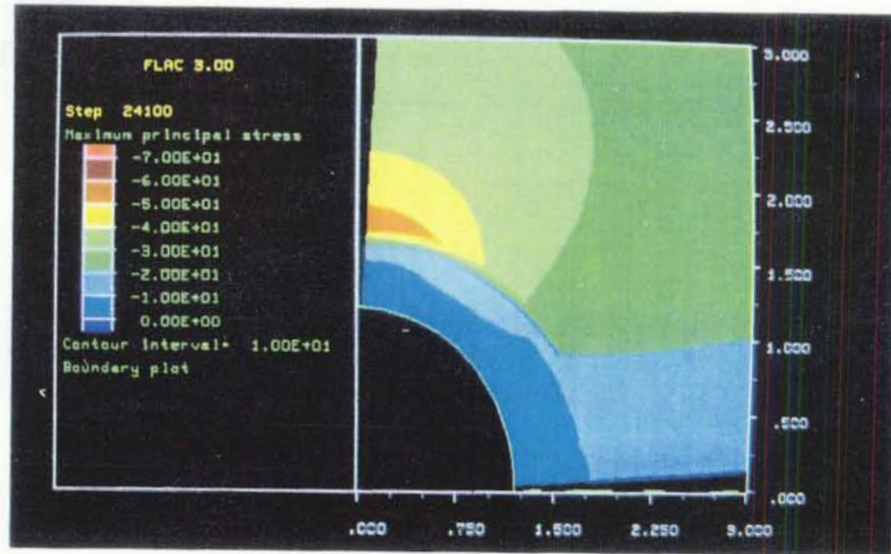 FLAC 3.00
Step 24100
Maximum principal stress
-7.00E+01
-6.00E+01
-5.00E+01
-4.00E+01
-3.00E+01
-2.00E+01
-1.00E+01
0.00E+00
Contour interval= 1.00E+01
Boundary plot
3.000
2.500
2.000
1.500
1.000
.500
.000
.000 .750 1.500 2.250 3.000